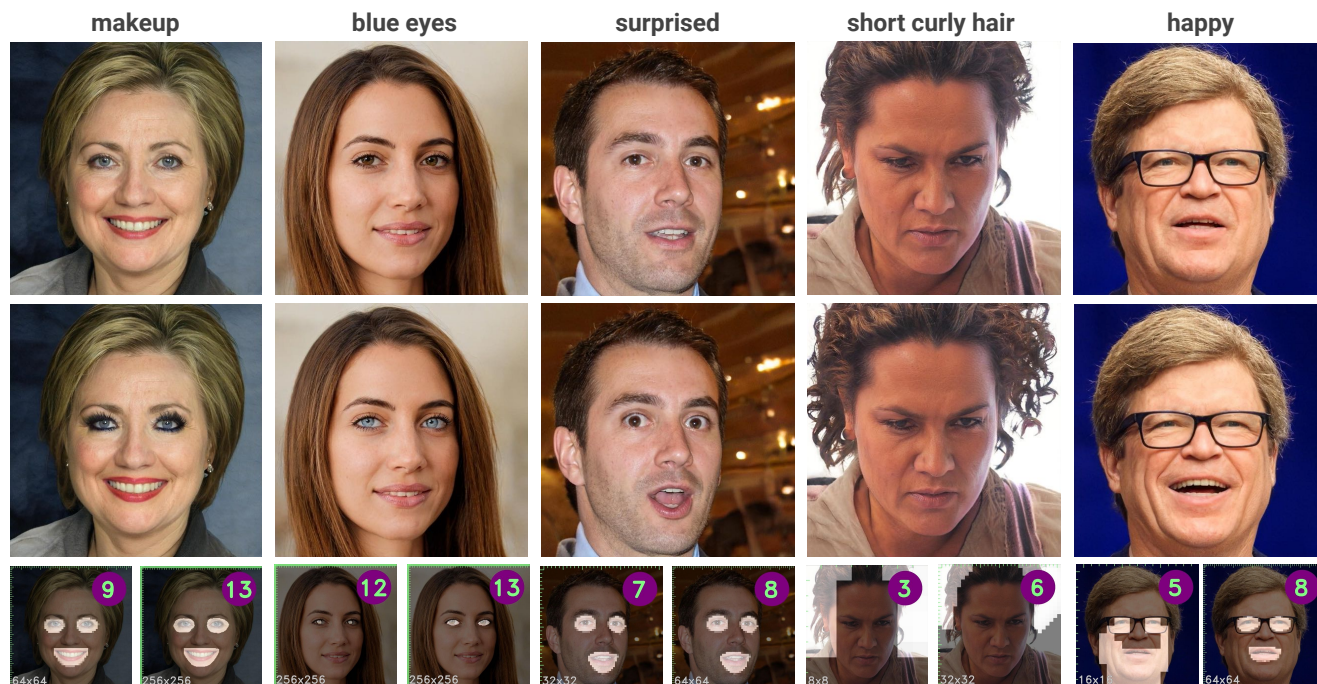 makeup blue eyes surprised short curly hair happy
9 13 12 13 7 8 3 6 5 8
64x64 256x256 256x256 256x256 32x32 64x64 8x8 32x32 16x16 64x64